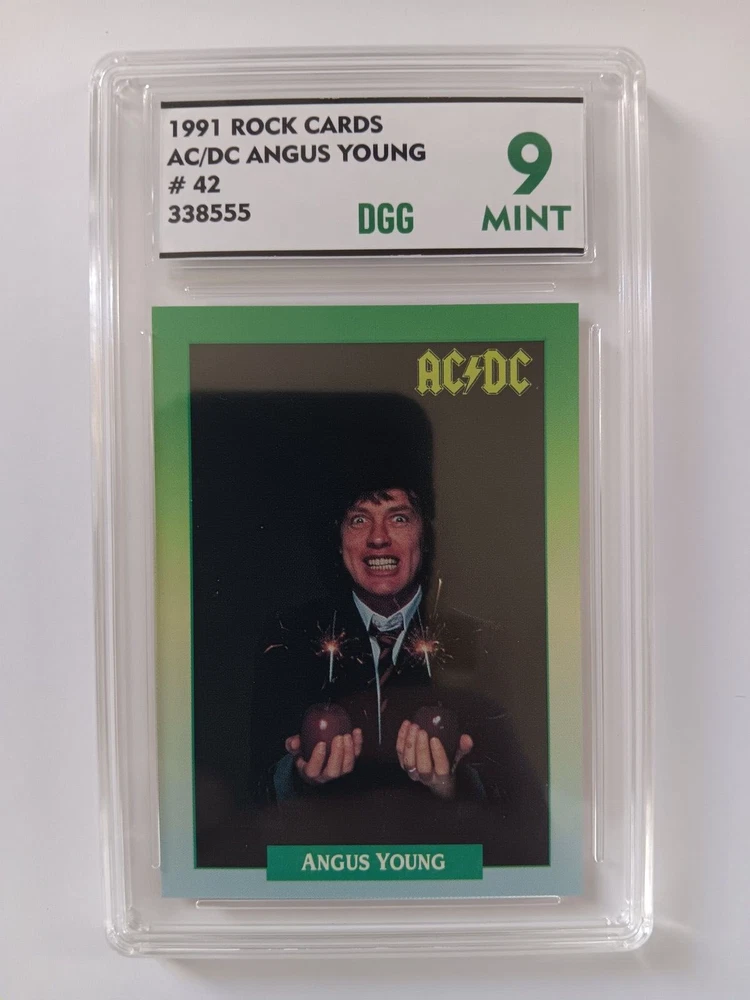 1991 ROCK CARDS
AC/DC ANGUS YOUNG
# 42
338555
DGG
9
MINT
AC DC
ANGUS YOUNG